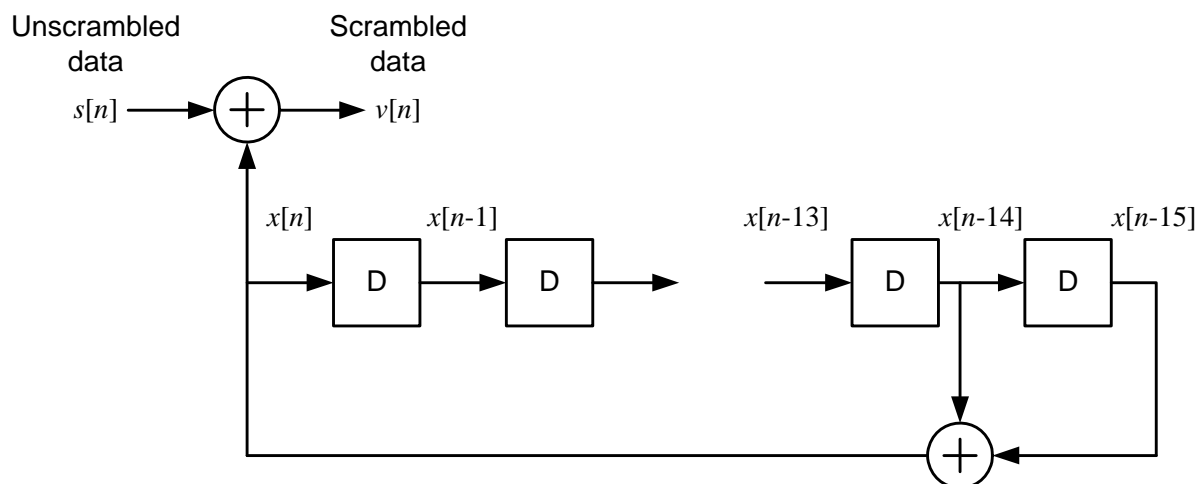 Unscrambled
data
Scrambled
data
s[n]
v[n]
x[n]
x[n-1]
x[n-13]
x[n-14]
x[n-15]
D
D
D
D